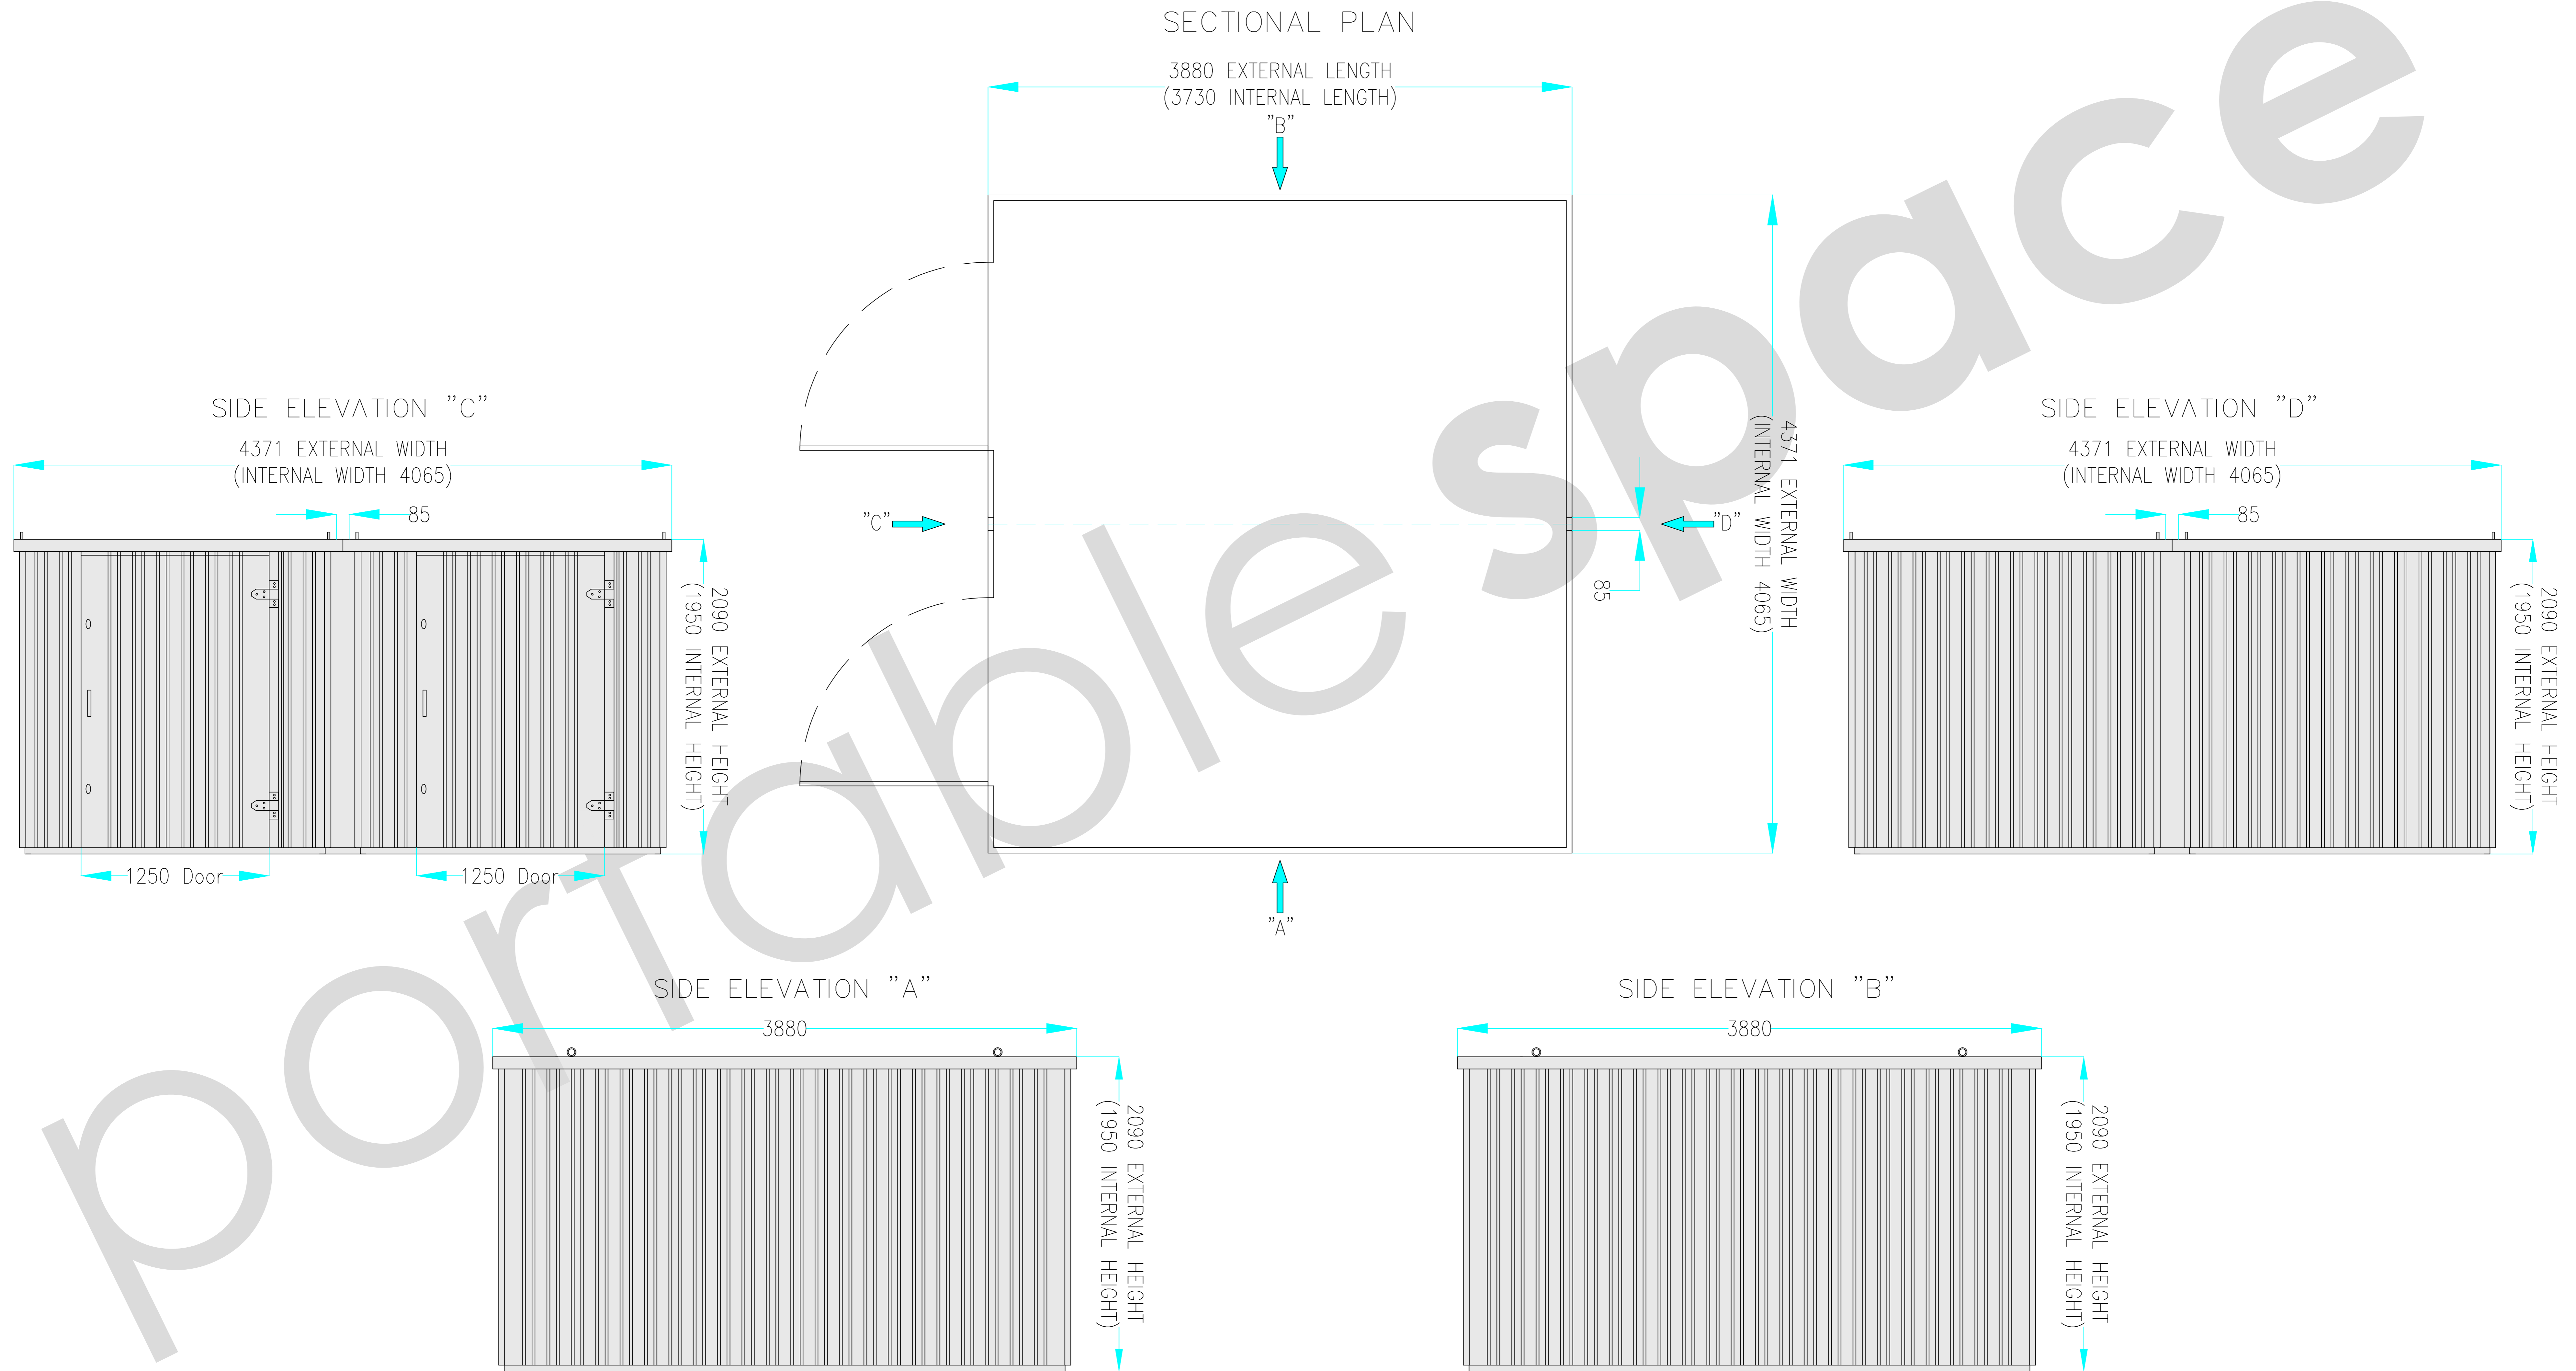 SECTIONAL PLAN
3880 EXTERNAL LENGTH
(3730 INTERNAL LENGTH)
"B"
"C"
"D"
85
4371 EXTERNAL WIDTH
(INTERNAL WIDTH 4065)
"A"
SIDE ELEVATION "C"
4371 EXTERNAL WIDTH
(INTERNAL WIDTH 4065)
85
2090 EXTERNAL HEIGHT
(1950 INTERNAL HEIGHT)
1250 Door
1250 Door
SIDE ELEVATION "D"
4371 EXTERNAL WIDTH
(INTERNAL WIDTH 4065)
85
2090 EXTERNAL HEIGHT
(1950 INTERNAL HEIGHT)
SIDE ELEVATION "A"
3880
2090 EXTERNAL HEIGHT
(1950 INTERNAL HEIGHT)
SIDE ELEVATION "B"
3880
2090 EXTERNAL HEIGHT
(1950 INTERNAL HEIGHT)
portable space